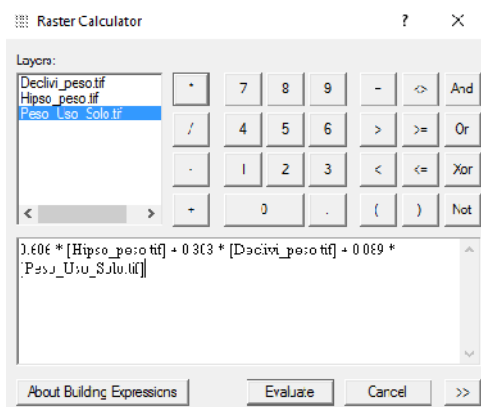 Raster Calculator ? ×
Layers:
Declivi_peso.tif
Hipso_peso.tif
Peso_Uso_Solo.tif
* 7 8 9 = <> And
/ 4 5 6 > >= Or
- 1 2 3 < <= Xor
+ 0 . ( ) Not
0.606 * [Hipso_peso.tif] + 0.303 * [Declivi_peso.tif] + 0.089 *
[Peso_Uso_Solo.tif]
About Building Expressions Evaluate Cancel >>